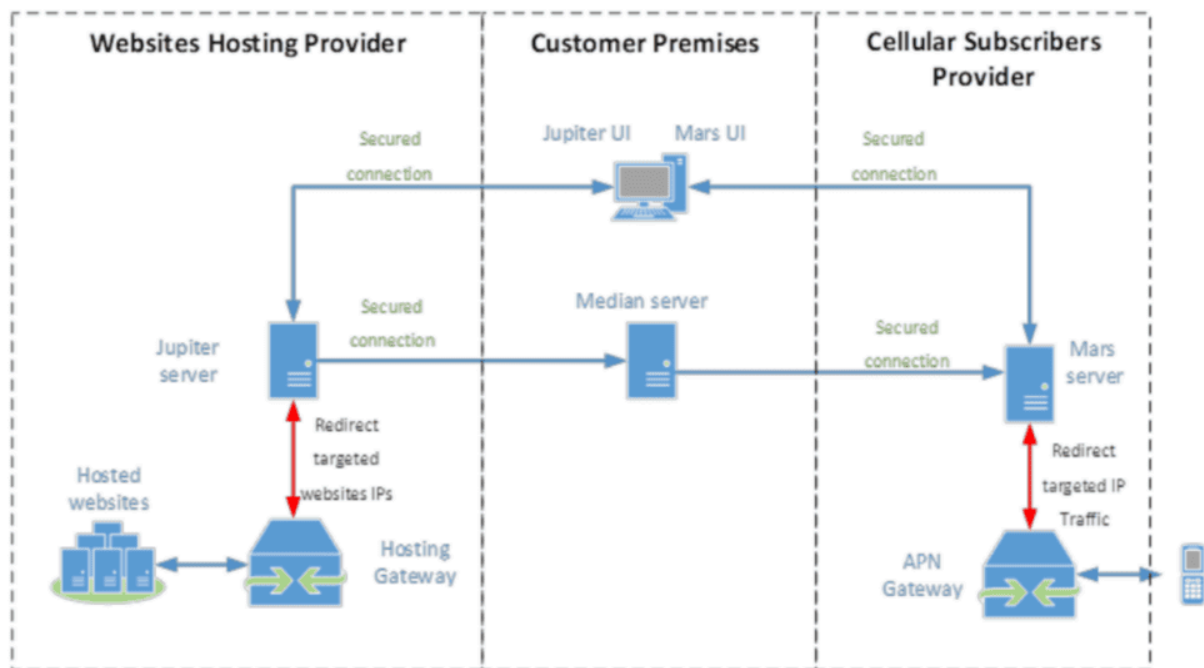 Websites Hosting Provider
Customer Premises
Cellular Subscribers
Provider
Secured
connection
Jupiter UI
Mars UI
Secured
connection
Jupiter
server
Secured
connection
Median server
Secured
connection
Mars
server
Redirect
targeted
websites IPs
Redirect
targeted IP
Traffic
Hosted
websites
Hosting
Gateway
APN
Gateway